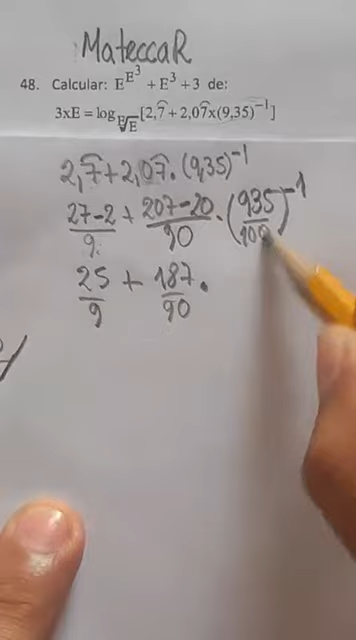 MateccaR
48. Calcular: E^{E^3} + E^3 + 3 de:
3xE = log_{\sqrt[E]{E}} [2,7̑ + 2,07̑x(9,35)^{-1}]
2,7̑ + 2,07̑ . (9,35)^{-1}
27-2/9 + 207-20/90 . (935/100)^{-1}
25/9 + 187/90 .